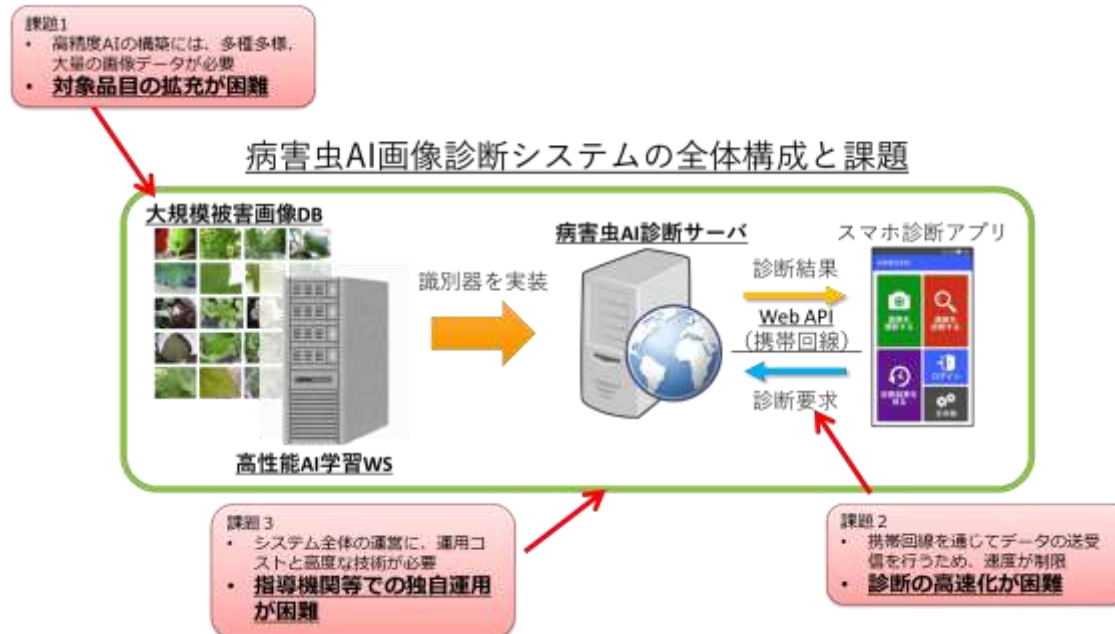 課題1
• 高精度AIの構築には、多種多様、
大量の画像データが必要
• 対象品目の拡充が困難
病害虫AI画像診断システムの全体構成と課題
大規模被害画像DB
高性能AI学習WS
識別器を実装
病害虫AI診断サーバ
診断結果
Web API
(携帯回線)
診断要求
スマホ診断アプリ
ログイン
課題3
• システム全体の運営に、運用コ
ストと高度な技術が必要
• 指導機関等での独自運用
が困難
課題2
• 携帯回線を通じてデータの送受
信を行うため、速度が制限
• 診断の高速化が困難